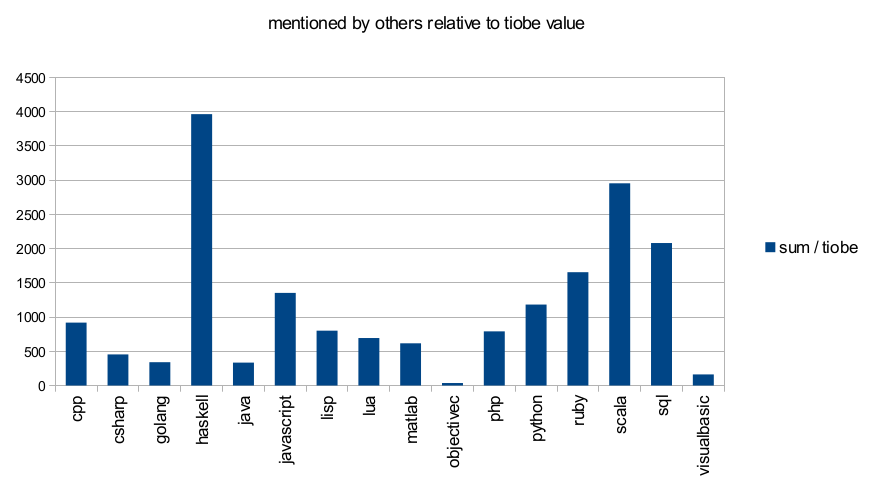 mentioned by others relative to tiobe value
4500
4000
3500
3000
2500
2000
1500
1000
500
0
sum / tiobe
cpp
csharp
golang
haskell
java
javascript
lisp
lua
matlab
objectivec
php
python
ruby
scala
sql
visualbasic